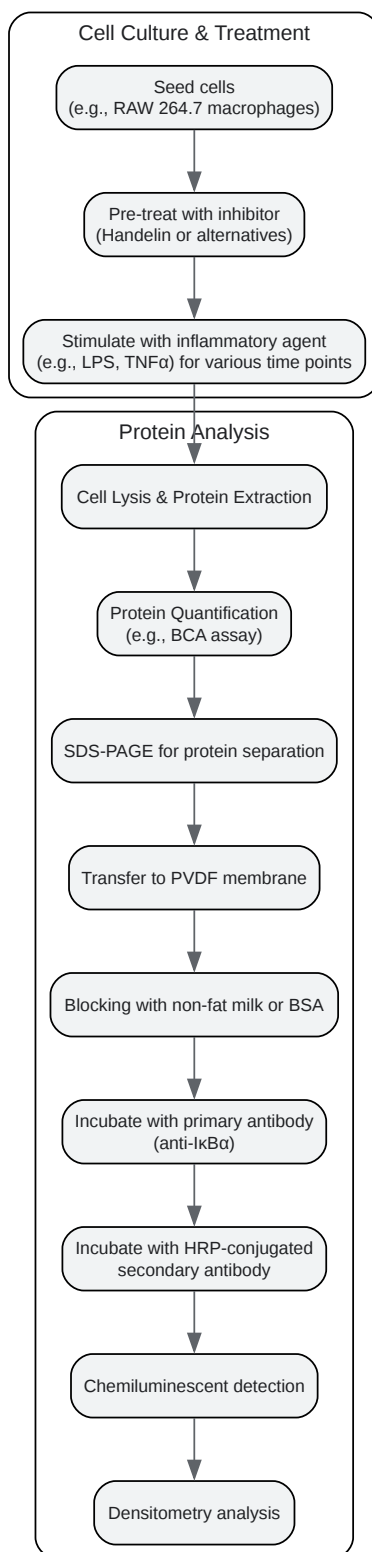 Cell Culture & Treatment
Seed cells
(e.g., RAW 264.7 macrophages)
Pre-treat with inhibitor
(Handelin or alternatives)
Stimulate with inflammatory agent
(e.g., LPS, TNFα) for various time points
Protein Analysis
Cell Lysis & Protein Extraction
Protein Quantification
(e.g., BCA assay)
SDS-PAGE for protein separation
Transfer to PVDF membrane
Blocking with non-fat milk or BSA
Incubate with primary antibody
(anti-IκBα)
Incubate with HRP-conjugated
secondary antibody
Chemiluminescent detection
Densitometry analysis